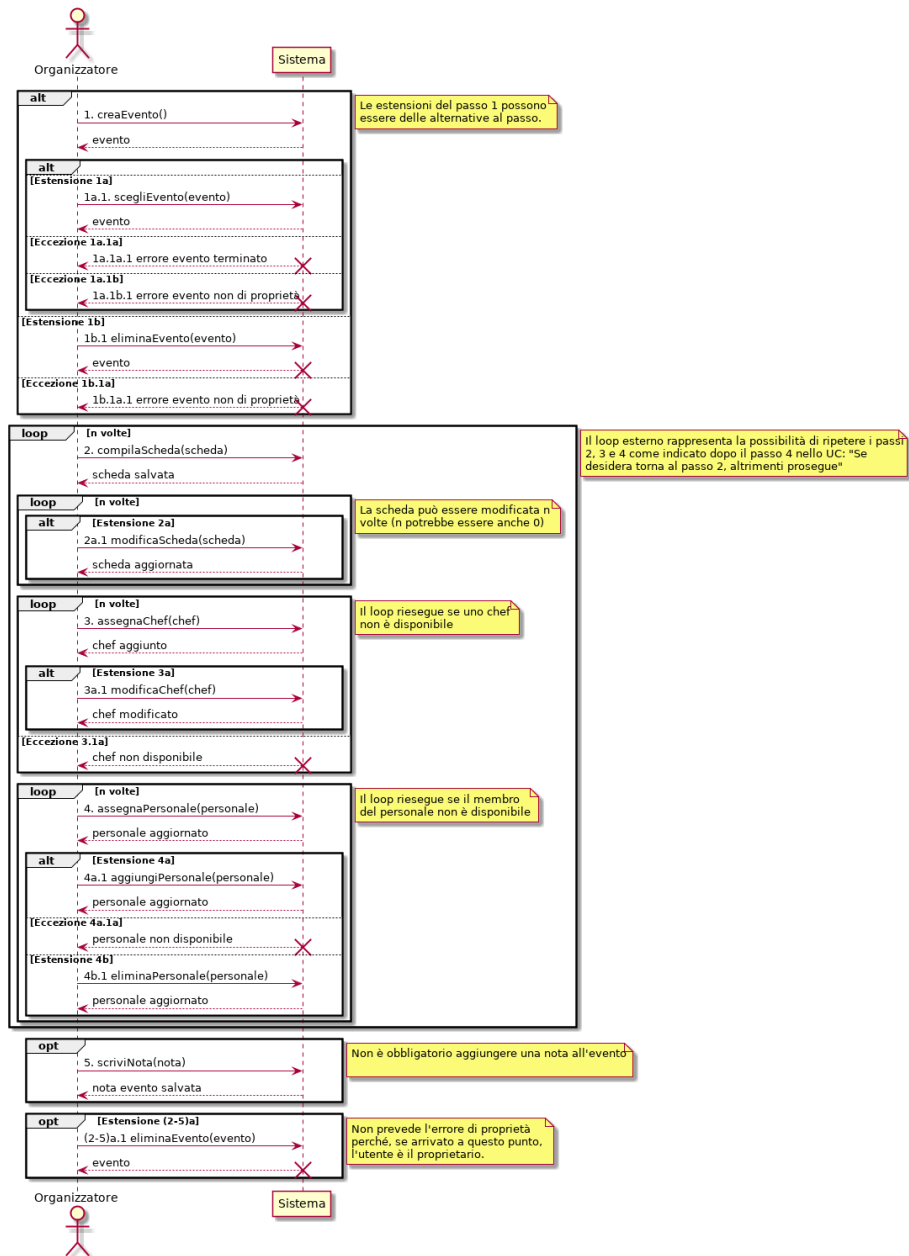 Organizzatore
Sistema
alt
Le estensioni del passo 1 possono
essere delle alternative al passo.
1. creaEvento()
evento
alt
[Estensione 1a]
1a.1. scegliEvento(evento)
evento
[Eccezione 1a.1a]
1a.1a.1 errore evento terminato
[Eccezione 1a.1b]
1a.1b.1 errore evento non di proprietà
[Estensione 1b]
1b.1 eliminaEvento(evento)
evento
[Eccezione 1b.1a]
1b.1a.1 errore evento non di proprietà
loop [n volte]
Il loop esterno rappresenta la possibilità di ripetere i passi
2, 3 e 4 come indicato dopo il passo 4 nello UC: "Se
desidera torna al passo 2, altrimenti prosegue"
2. compilaScheda(scheda)
scheda salvata
loop [n volte]
La scheda può essere modificata n
volte (n potrebbe essere anche 0)
alt [Estensione 2a]
2a.1 modificaScheda(scheda)
scheda aggiornata
loop [n volte]
Il loop riesegue se uno chef
non è disponibile
3. assegnaChef(chef)
chef aggiunto
alt [Estensione 3a]
3a.1 modificaChef(chef)
chef modificato
[Eccezione 3.1a]
chef non disponibile
loop [n volte]
Il loop riesegue se il membro
del personale non è disponibile
4. assegnaPersonale(personale)
personale aggiornato
alt [Estensione 4a]
4a.1 aggiungiPersonale(personale)
personale aggiornato
[Eccezione 4a.1a]
personale non disponibile
[Estensione 4b]
4b.1 eliminaPersonale(personale)
personale aggiornato
opt
Non è obbligatorio aggiungere una nota all'evento
5. scriviNota(nota)
nota evento salvata
opt [Estensione (2-5)a]
Non prevede l'errore di proprietà
perché, se arrivato a questo punto,
l'utente è il proprietario.
(2-5)a.1 eliminaEvento(evento)
evento
Organizzatore
Sistema